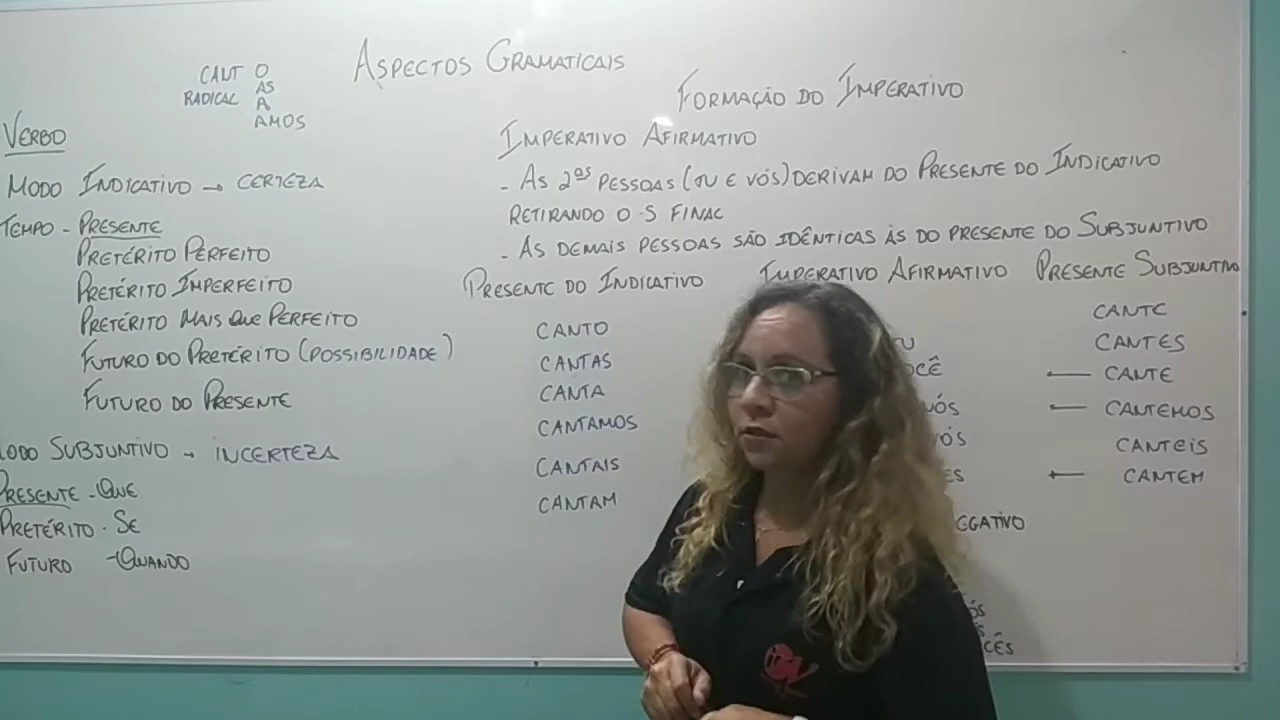 ASPECTOS GRAMATICAIS
CANT O
RADICAL AS
A
AMOS
VERBO
MODO INDICATIVO → CERTEZA
TEMPO - PRESENTE
PRETÉRITO PERFEITO
PRETÉRITO IMPERFEITO
PRETÉRITO MAIS QUE PERFEITO
FUTURO DO PRETÉRITO (POSSIBILIDADE)
FUTURO DO PRESENTE
MODO SUBJUNTIVO → INCERTEZA
PRESENTE - QUE
PRETÉRITO - SE
FUTURO - QUANDO
FORMAÇÃO DO IMPERATIVO
IMPERATIVO AFIRMATIVO
- AS 2ªS PESSOAS (TU E VÓS) DERIVAM DO PRESENTE DO INDICATIVO
RETIRANDO O -S FINAL
- AS DEMAIS PESSOAS SÃO IDÊNTICAS ÀS DO PRESENTE DO SUBJUNTIVO
PRESENTE DO INDICATIVO
CANTO
CANTAS
CANTA
CANTAMOS
CANTAIS
CANTAM
IMPERATIVO AFIRMATIVO
PRESENTE SUBJUNTIVO
CANTE
CANTES
← CANTE
← CANTEMOS
CANTEIS
← CANTEM